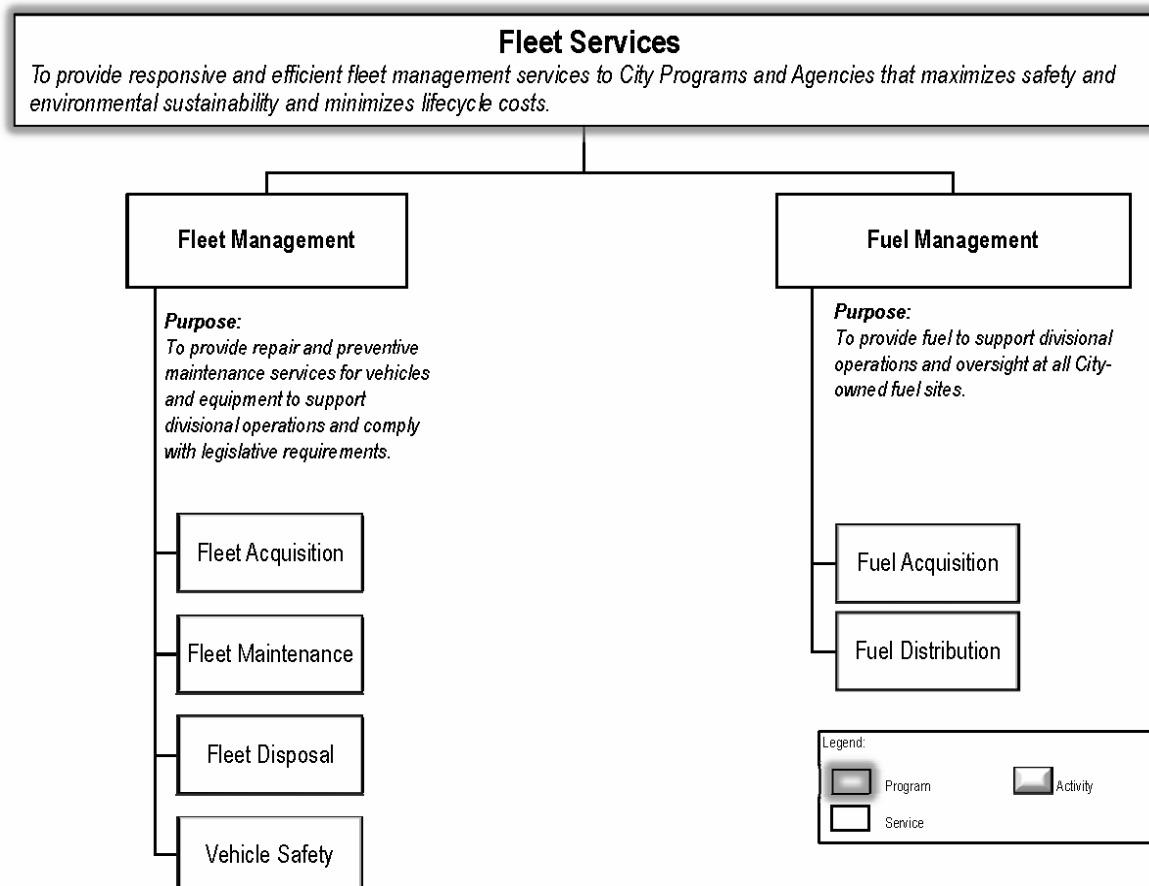 Fleet Services
To provide responsive and efficient fleet management services to City Programs and Agencies that maximizes safety and
environmental sustainability and minimizes lifecycle costs.
Fleet Management
Purpose:
To provide repair and preventive
maintenance services for vehicles
and equipment to support
divisional operations and comply
with legislative requirements.
Fleet Acquisition
Fleet Maintenance
Fleet Disposal
Vehicle Safety
Fuel Management
Purpose:
To provide fuel to support divisional
operations and oversight at all City-
owned fuel sites.
Fuel Acquisition
Fuel Distribution
Legend:
Program
Activity
Service